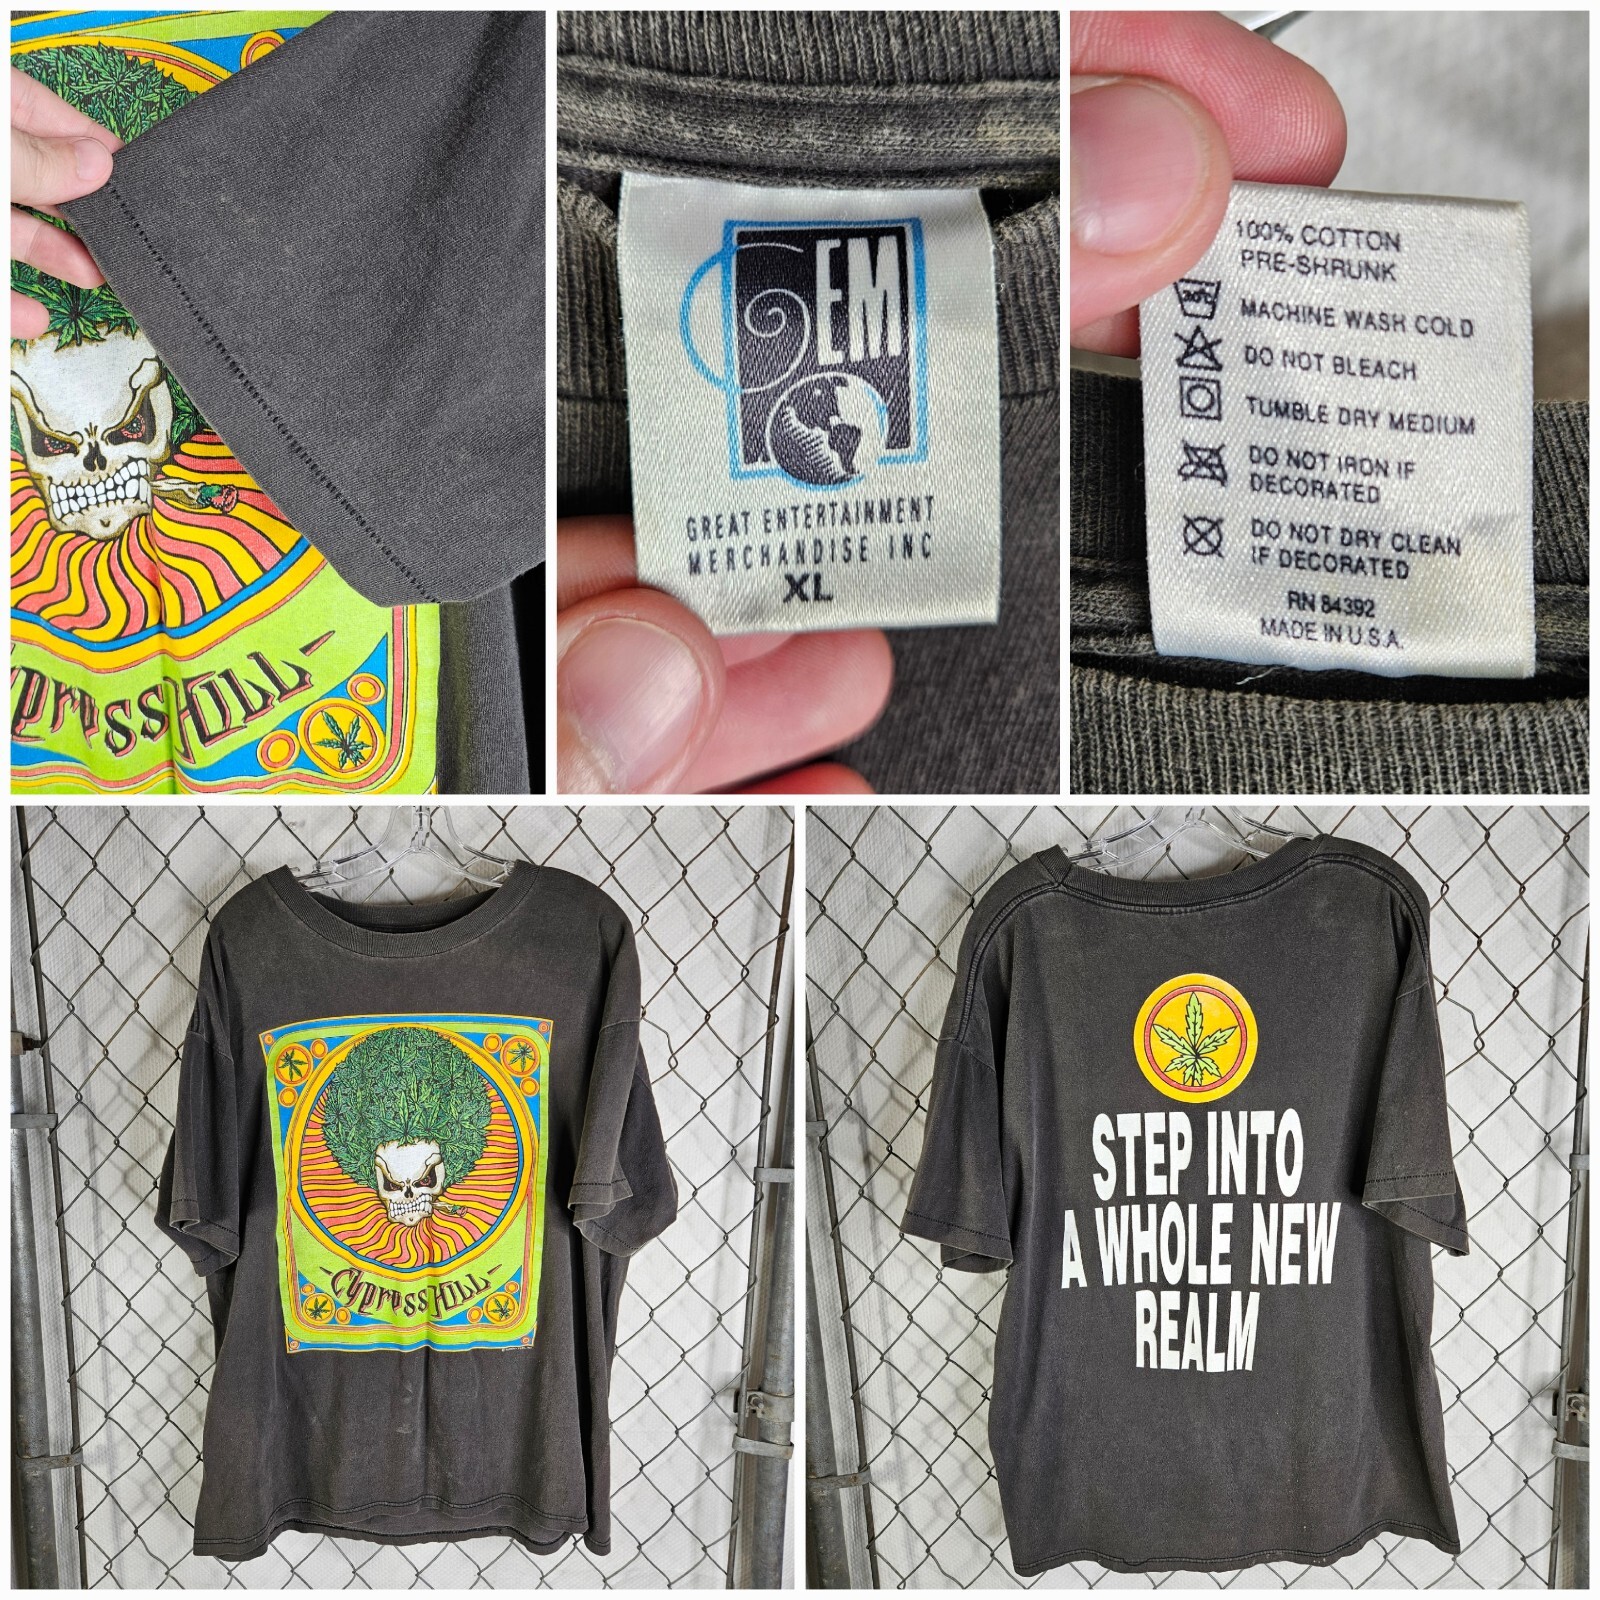 Cypress Hill
GEM
GREAT ENTERTAINMENT
MERCHANDISE INC
XL
100% COTTON
PRE-SHRUNK
30°
MACHINE WASH COLD
DO NOT BLEACH
TUMBLE DRY MEDIUM
DO NOT IRON IF
DECORATED
DO NOT DRY CLEAN
IF DECORATED
RN 84392
MADE IN U.S.A.
-Cypress Hill-
STEP INTO
A WHOLE NEW
REALM